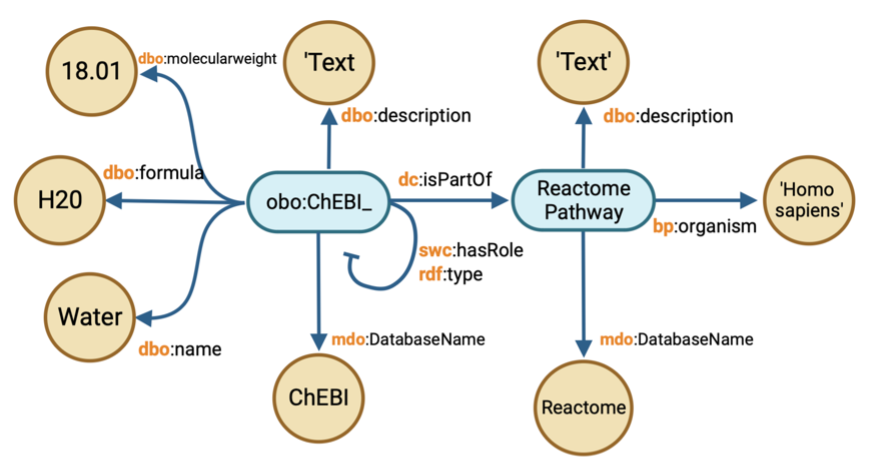 18.01
dbo:molecularweight
'Text
'Text'
dbo:description
dbo:description
dbo:formula
H20
obo:ChEBI_
dc:isPartOf
Reactome
Pathway
'Homo
sapiens'
bp:organism
swc:hasRole
rdf:type
Water
dbo:name
mdo:DatabaseName
mdo:DatabaseName
ChEBI
Reactome